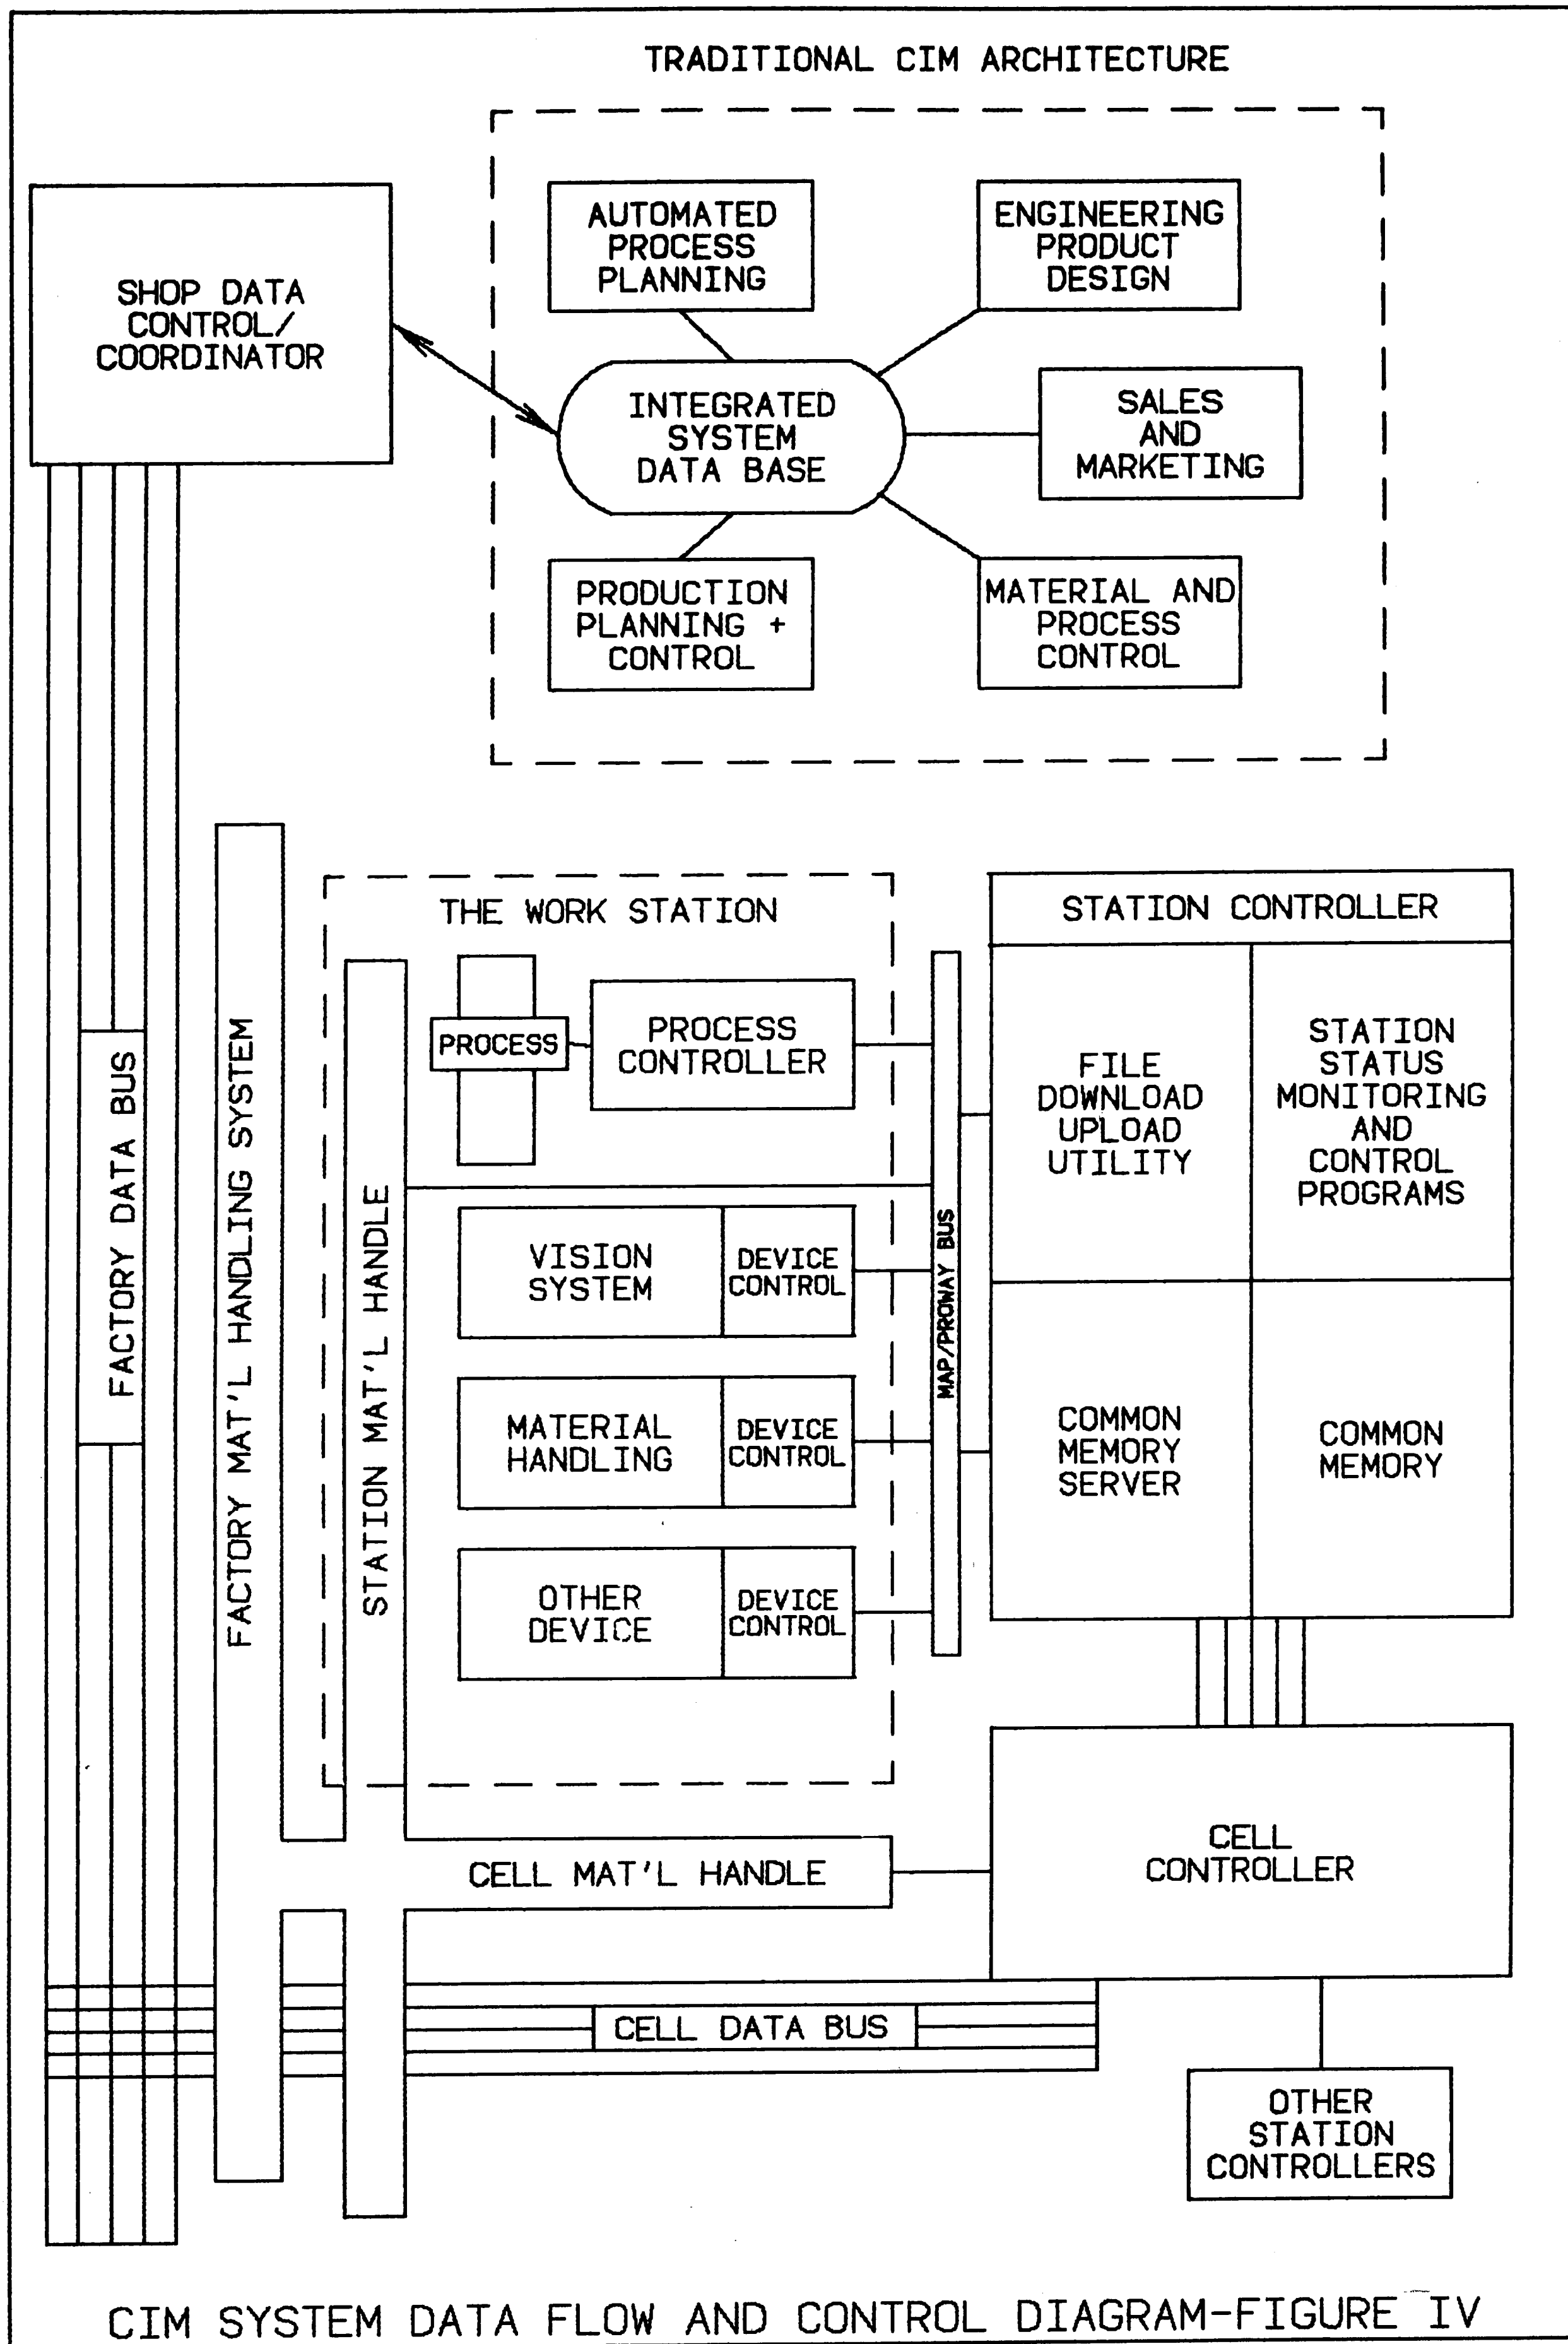 TRADITIONAL CIM ARCHITECTURE
SHOP DATA
CONTROL/
COORDINATOR
AUTOMATED
PROCESS
PLANNING
ENGINEERING
PRODUCT
DESIGN
INTEGRATED
SYSTEM
DATA BASE
SALES
AND
MARKETING
PRODUCTION
PLANNING +
CONTROL
MATERIAL AND
PROCESS
CONTROL
FACTORY DATA BUS
FACTORY MAT'L HANDLING SYSTEM
THE WORK STATION
STATION MAT'L HANDLE
PROCESS
PROCESS
CONTROLLER
VISION
SYSTEM
DEVICE
CONTROL
MATERIAL
HANDLING
DEVICE
CONTROL
OTHER
DEVICE
DEVICE
CONTROL
MAP/PROWAY BUS
STATION CONTROLLER
FILE
DOWNLOAD
UPLOAD
UTILITY
STATION
STATUS
MONITORING
AND
CONTROL
PROGRAMS
COMMON
MEMORY
SERVER
COMMON
MEMORY
CELL MAT'L HANDLE
CELL
CONTROLLER
CELL DATA BUS
OTHER
STATION
CONTROLLERS
CIM SYSTEM DATA FLOW AND CONTROL DIAGRAM-FIGURE IV